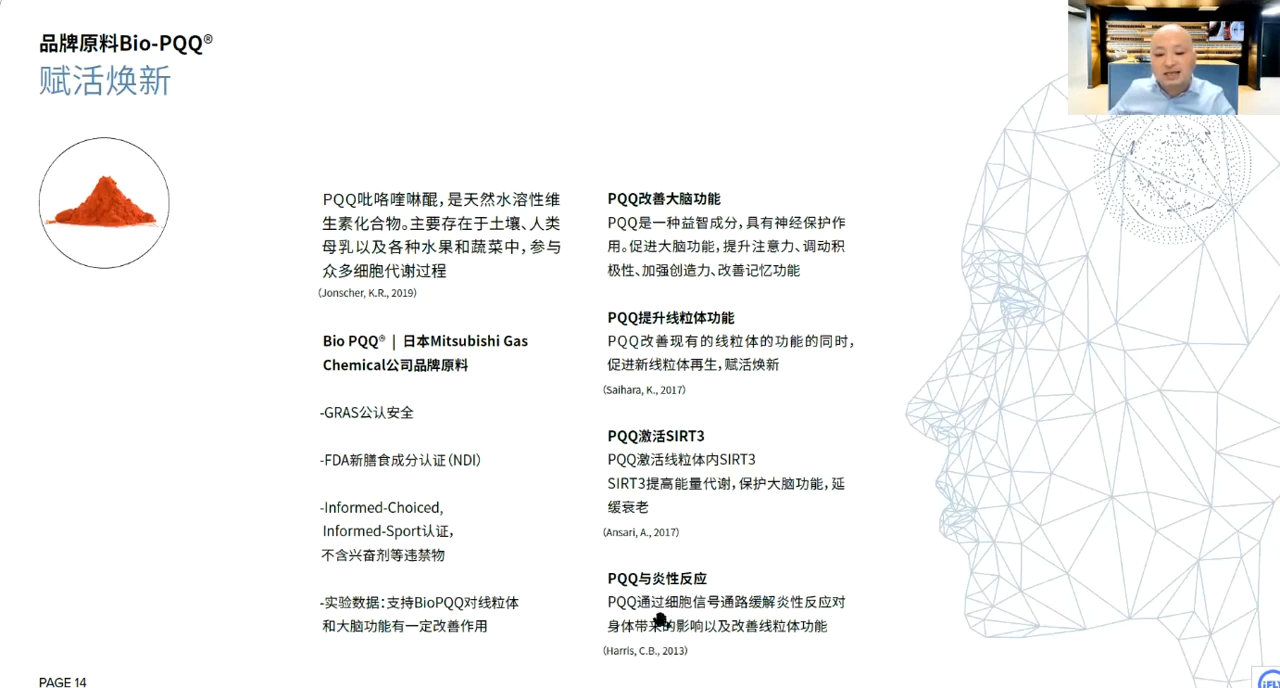 品牌原料Bio-PQQ®
赋活焕新
PQQ吡咯喹啉醌，是天然水溶性维
生素化合物。主要存在于土壤、人类
母乳以及各种水果和蔬菜中，参与
众多细胞代谢过程
(Jonscher, K.R., 2019)
Bio PQQ®｜日本Mitsubishi Gas
Chemical公司品牌原料
-GRAS公认安全
-FDA新膳食成分认证（NDI）
-Informed-Choiced,
Informed-Sport认证，
不含兴奋剂等违禁物
-实验数据：支持BioPQQ对线粒体
和大脑功能有一定改善作用
PQQ改善大脑功能
PQQ是一种益智成分，具有神经保护作
用。促进大脑功能，提升注意力、调动积
极性、加强创造力、改善记忆功能
PQQ提升线粒体功能
PQQ改善现有的线粒体的功能的同时，
促进新线粒体再生，赋活焕新
(Saihara, K., 2017)
PQQ激活SIRT3
PQQ激活线粒体内SIRT3
SIRT3提高能量代谢，保护大脑功能，延
缓衰老
(Ansari, A., 2017)
PQQ与炎性反应
PQQ通过细胞信号通路缓解炎性反应对
身体带来的影响以及改善线粒体功能
(Harris, C.B., 2013)
PAGE 14